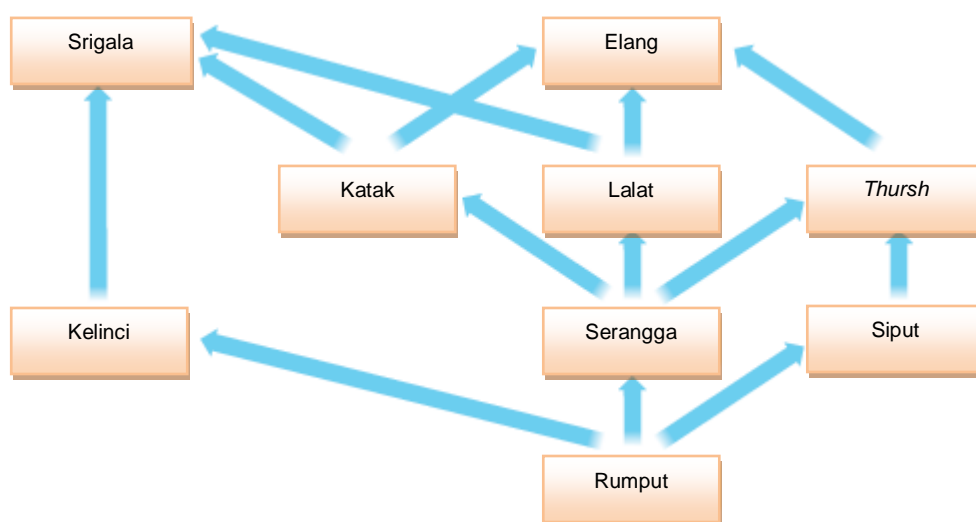 Srigala
Elang
Katak
Lalat
Thursh
Kelinci
Serangga
Siput
Rumput